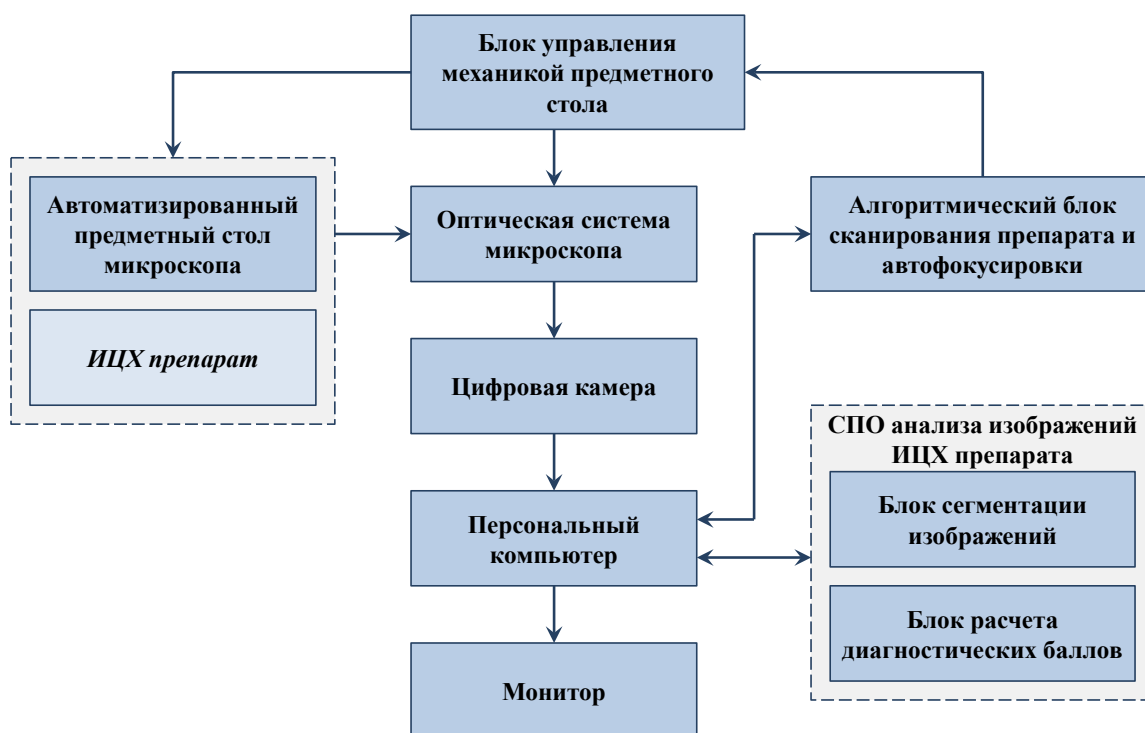 Блок управления
механикой предметного
стола
Автоматизированный
предметный стол
микроскопа
ИЦХ препарат
Оптическая система
микроскопа
Алгоритмический блок
сканирования препарата и
автофокусировки
Цифровая камера
СПО анализа изображений
ИЦХ препарата
Блок сегментации
изображений
Блок расчета
диагностических баллов
Персональный
компьютер
Монитор